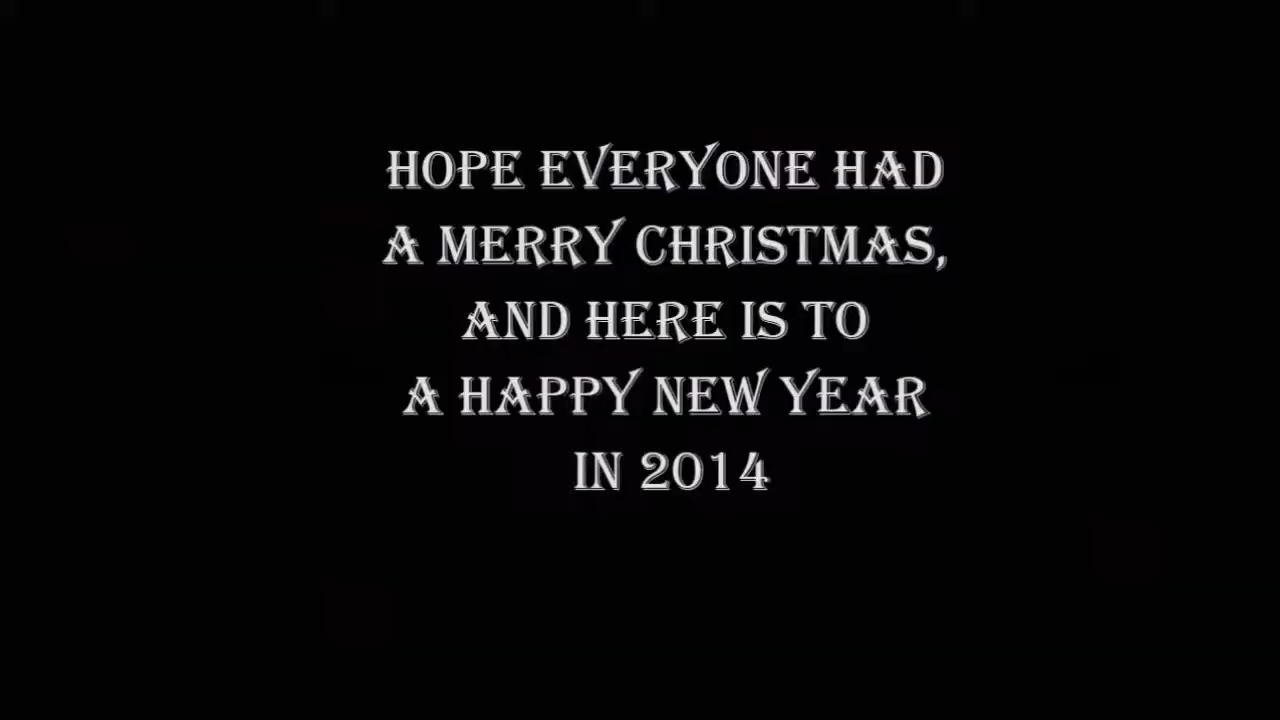 HOPE EVERYONE HAD
A MERRY CHRISTMAS,
AND HERE IS TO
A HAPPY NEW YEAR
IN 2014